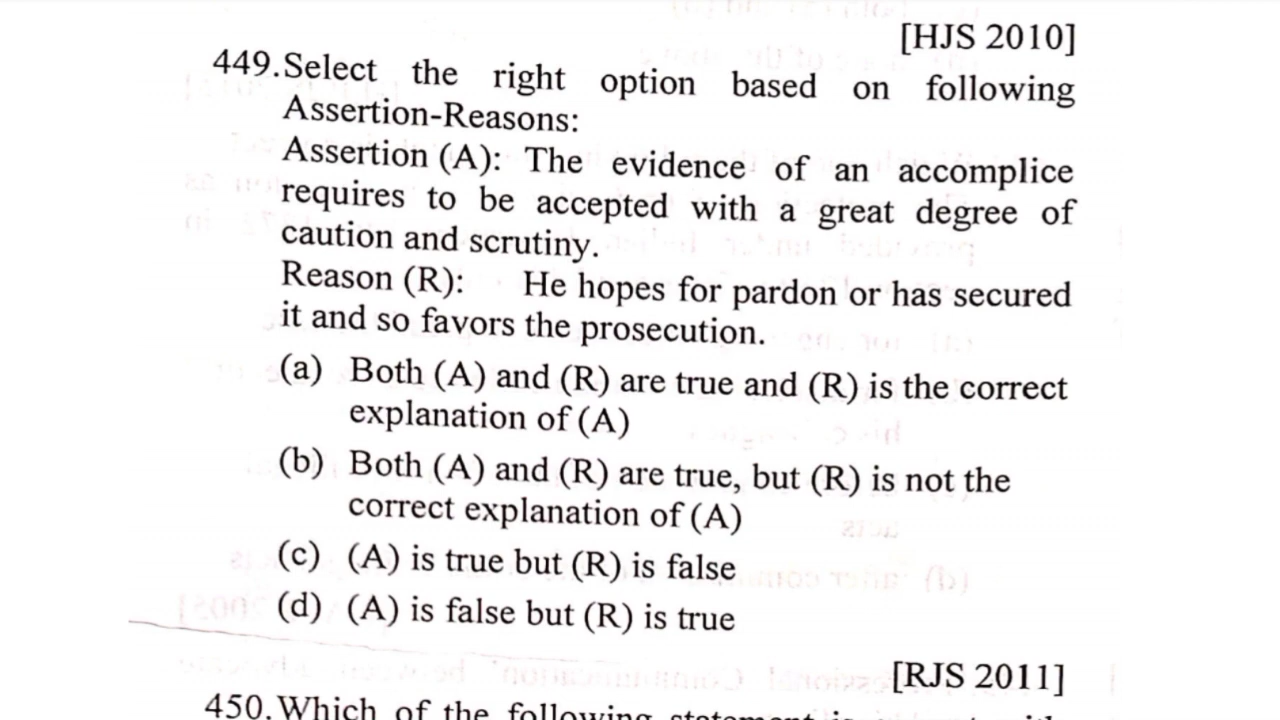 [HJS 2010]
449. Select the right option based on following
Assertion-Reasons:
Assertion (A): The evidence of an accomplice
requires to be accepted with a great degree of
caution and scrutiny.
Reason (R): He hopes for pardon or has secured
it and so favors the prosecution.
(a) Both (A) and (R) are true and (R) is the correct
explanation of (A)
(b) Both (A) and (R) are true, but (R) is not the
correct explanation of (A)
(c) (A) is true but (R) is false
(d) (A) is false but (R) is true
[RJS 2011]
450. Which of the following statement is